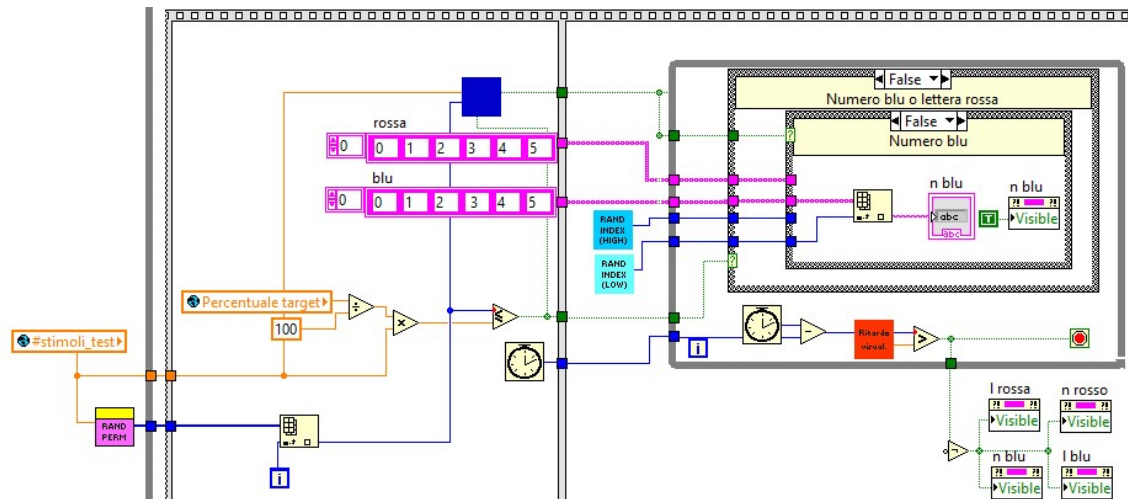 False
Numero blu o lettera rossa
False
Numero blu
rossa
0
0 1 2 3 4 5
blu
0
0 1 2 3 4 5
n blu
abc
abc
T
n blu
Visible
RAND
INDEX
(HIGH)
RAND
INDEX
(LOW)
?
?
Percentuale target
100
#stimoli_test
RAND
PERM
i
i
Ritardo
visual.
l rossa
Visible
n rosso
Visible
n blu
Visible
l blu
Visible